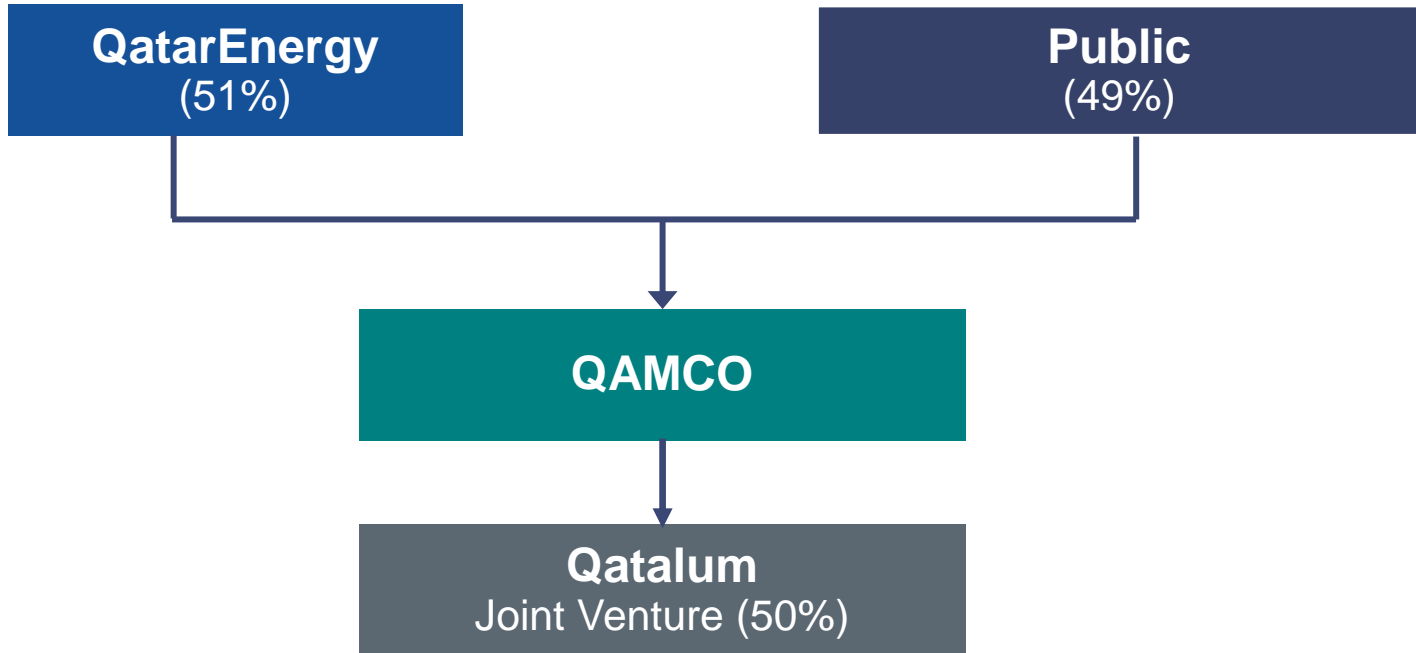 QatarEnergy
(51%)
Public
(49%)
QAMCO
Qatalum
Joint Venture (50%)